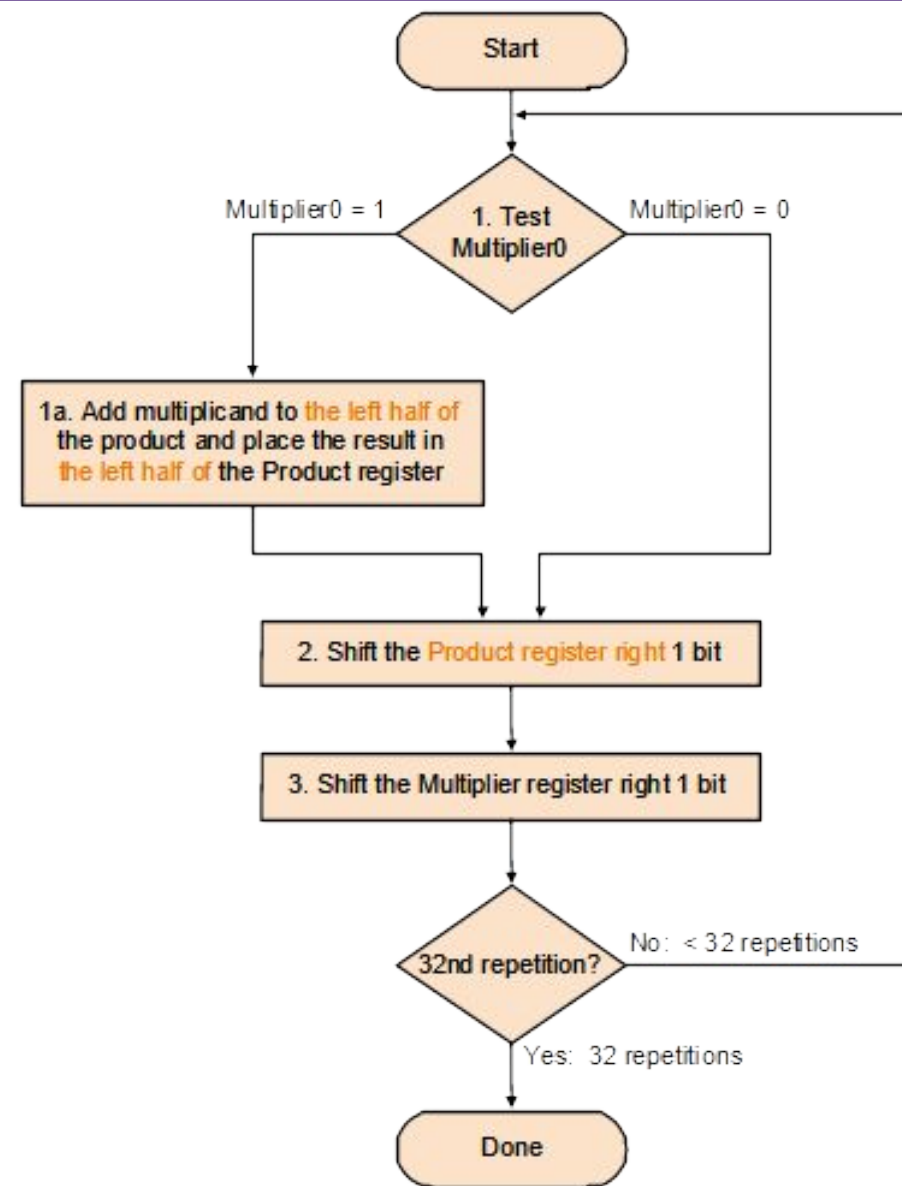 Start
Multiplier0 = 1
1. Test
Multiplier0
Multiplier0 = 0
1a. Add multiplicand to the left half of
the product and place the result in
the left half of the Product register
2. Shift the Product register right 1 bit
3. Shift the Multiplier register right 1 bit
32nd repetition?
No: < 32 repetitions
Yes: 32 repetitions
Done